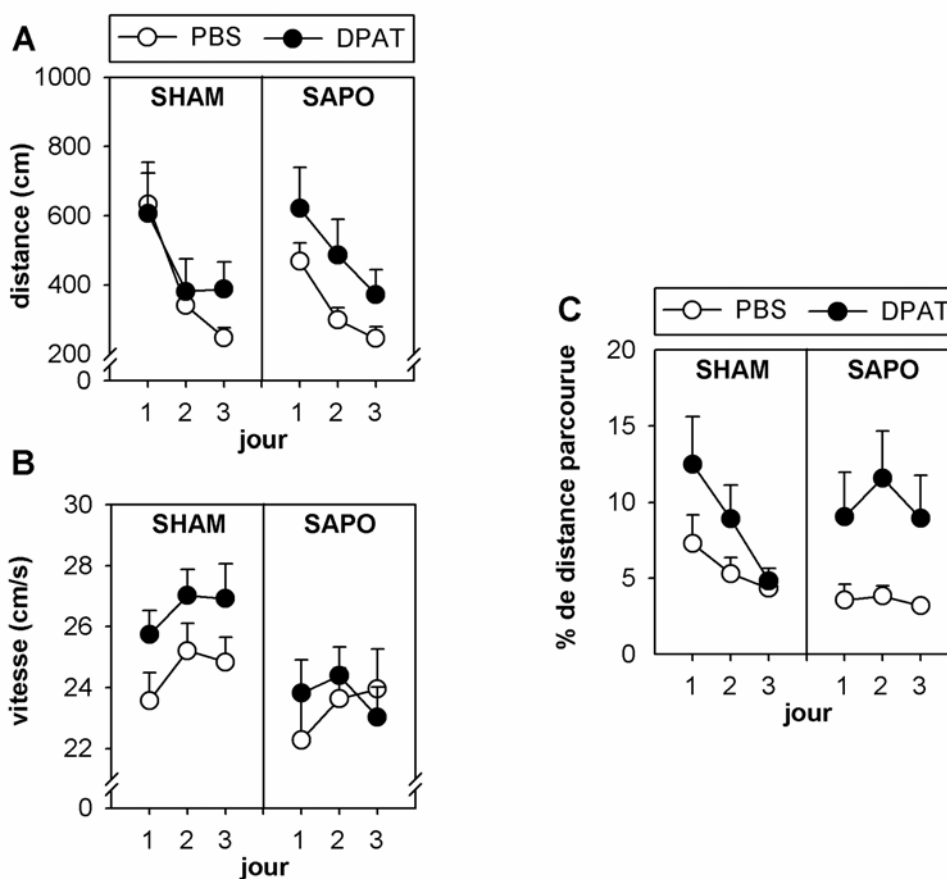 A
PBS DPAT
SHAM SAPO
distance (cm)
1000
800
600
400
200
0
1 2 3 1 2 3
jour
B
SHAM SAPO
vitesse (cm/s)
30
28
26
24
22
0
1 2 3 1 2 3
jour
C
PBS DPAT
SHAM SAPO
% de distance parcourue
20
15
10
5
0
1 2 3 1 2 3
jour